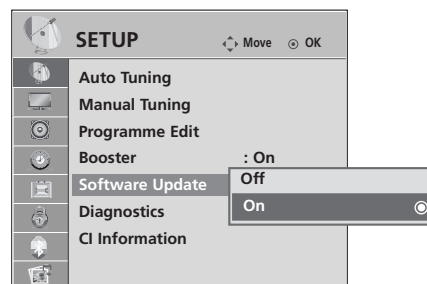 SETUP Move OK
Auto Tuning
Manual Tuning
Programme Edit
Booster : On
Software Update Off
On
Diagnostics
CI Information